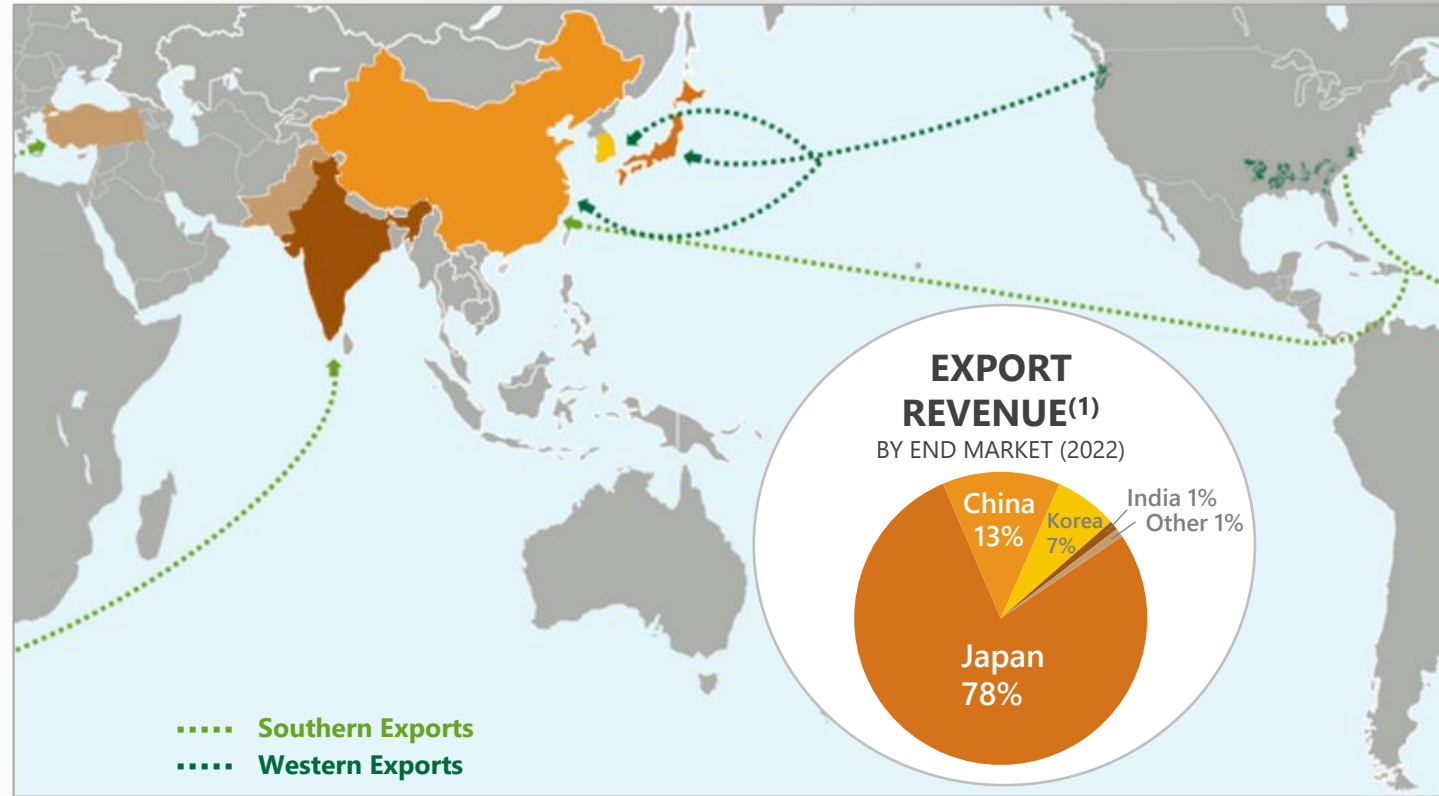 EXPORT
REVENUE(1)
BY END MARKET (2022)
China
13%
Korea
7%
India 1%
Other 1%
Japan
78%
Southern Exports
Western Exports